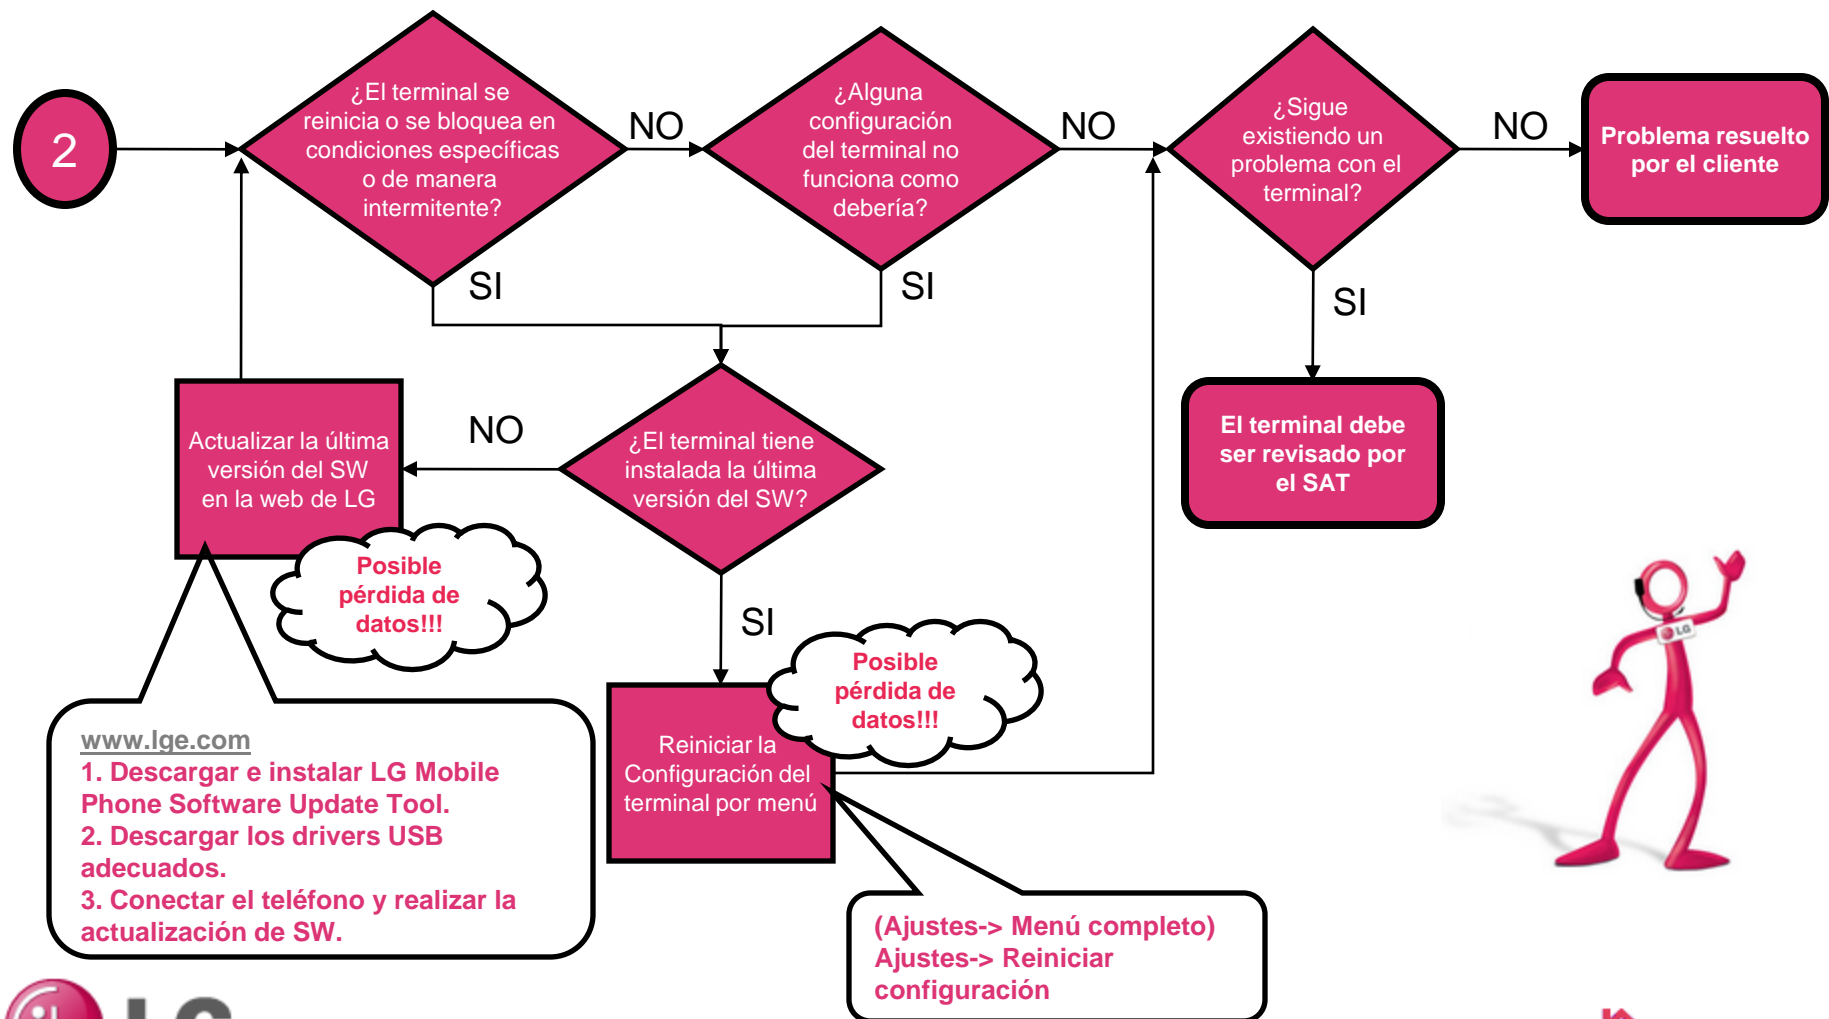 2
¿El terminal se
reinicia o se bloquea en
condiciones específicas
o de manera
intermitente?
NO
¿Alguna
configuración
del terminal no
funciona como
debería?
NO
¿Sigue
existiendo un
problema con el
terminal?
NO
Problema resuelto
por el cliente
SI
SI
SI
Actualizar la última
versión del SW
en la web de LG
NO
¿El terminal tiene
instalada la última
versión del SW?
El terminal debe
ser revisado por
el SAT
Posible
pérdida de
datos!!!
SI
Posible
pérdida de
datos!!!
Reiniciar la
Configuración del
terminal por menú
www.lge.com
1. Descargar e instalar LG Mobile
Phone Software Update Tool.
2. Descargar los drivers USB
adecuados.
3. Conectar el teléfono y realizar la
actualización de SW.
(Ajustes-> Menú completo)
Ajustes-> Reiniciar
configuración
LG
LG